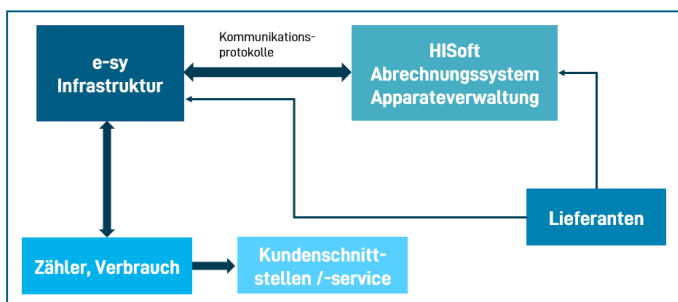 e-sy
Infrastruktur
Kommunikations-
protokolle
HISoft
Abrechnungssystem
Apparateverwaltung
Lieferanten
Zähler, Verbrauch
Kundenschnitt-
stellen /-service